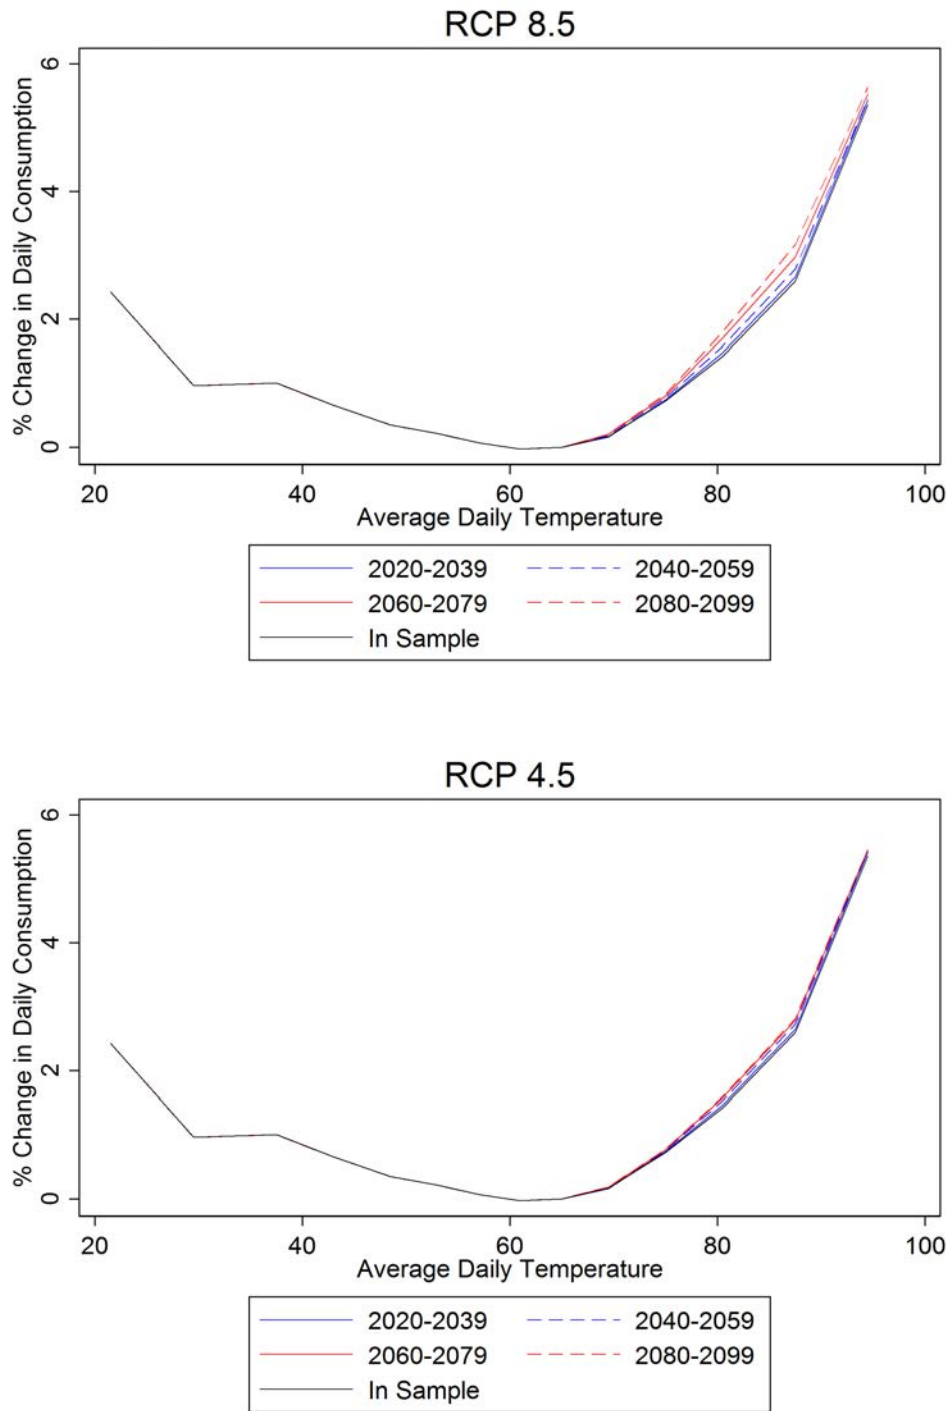 RCP 8.5
% Change in Daily Consumption
6
4
2
0
20 40 60 80 100
Average Daily Temperature
2020-2039 2040-2059
2060-2079 2080-2099
In Sample
RCP 4.5
% Change in Daily Consumption
6
4
2
0
20 40 60 80 100
Average Daily Temperature
2020-2039 2040-2059
2060-2079 2080-2099
In Sample